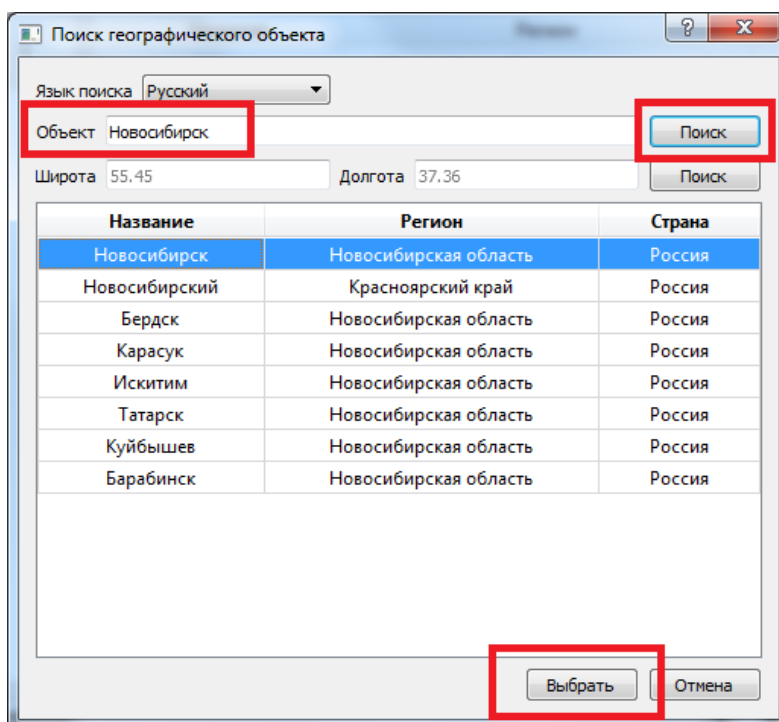 Поиск географического объекта
Язык поиска Русский
Объект Новосибирск Поиск
Широта 55.45 Долгота 37.36 Поиск
Название Регион Страна
Новосибирск Новосибирская область Россия
Новосибирский Красноярский край Россия
Бердск Новосибирская область Россия
Карасук Новосибирская область Россия
Искитим Новосибирская область Россия
Татарск Новосибирская область Россия
Куйбышев Новосибирская область Россия
Барабинск Новосибирская область Россия
Выбрать Отмена